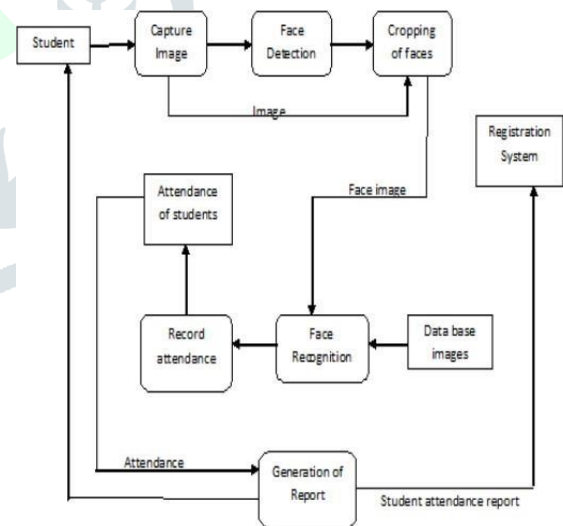 Student
Capture
Image
Face
Detection
Cropping
of faces
Image
Registration
System
Attendance
of students
Face image
Record
attendance
Face
Recognition
Data base
images
Attendance
Generation of
Report
Student attendance report